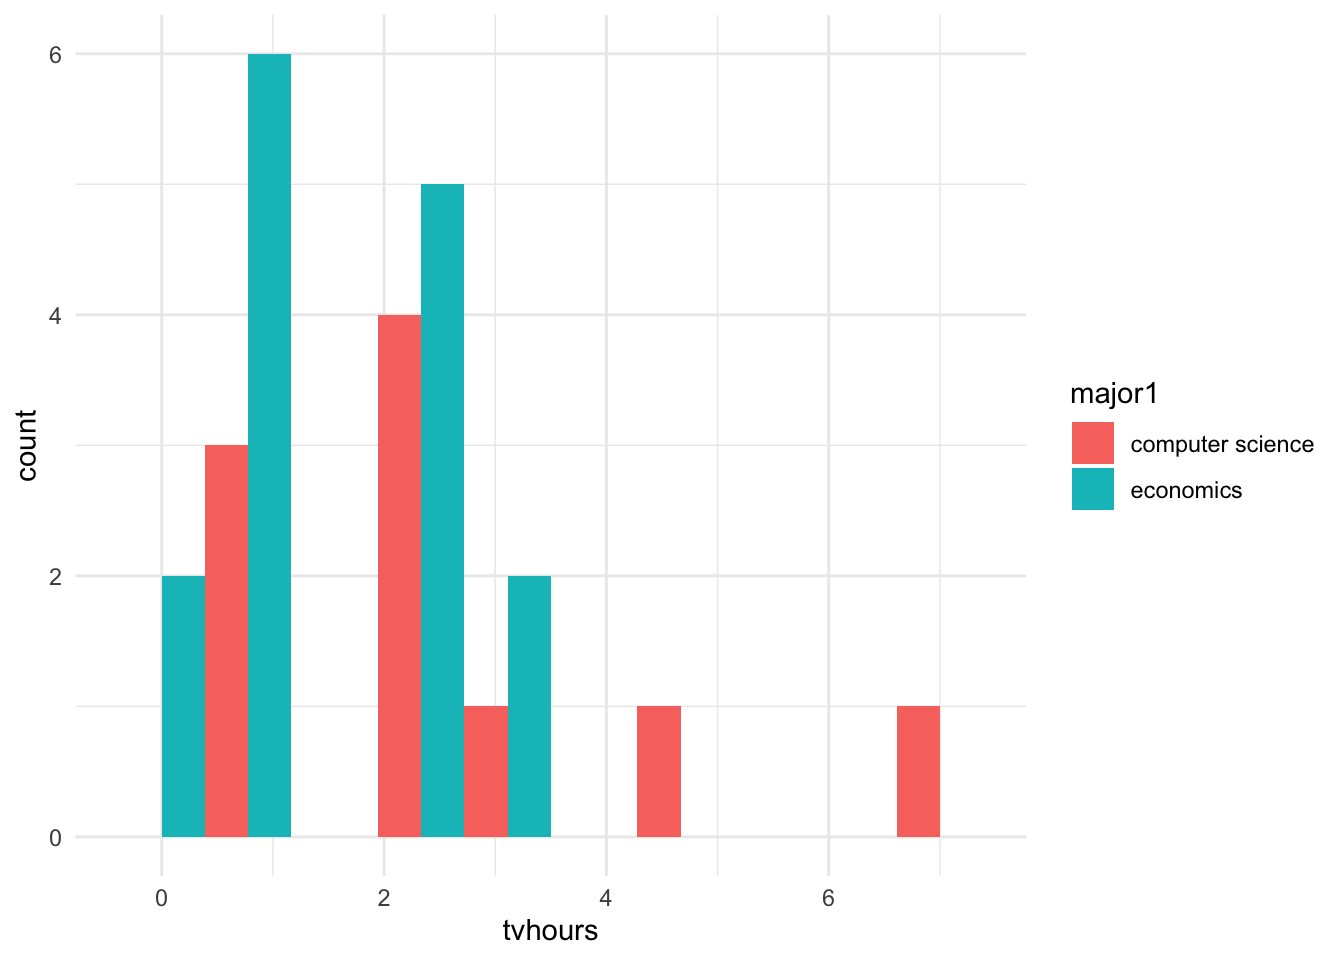 6
4
2
0
count
0 2 4 6
tvhours
major1
computer science
economics